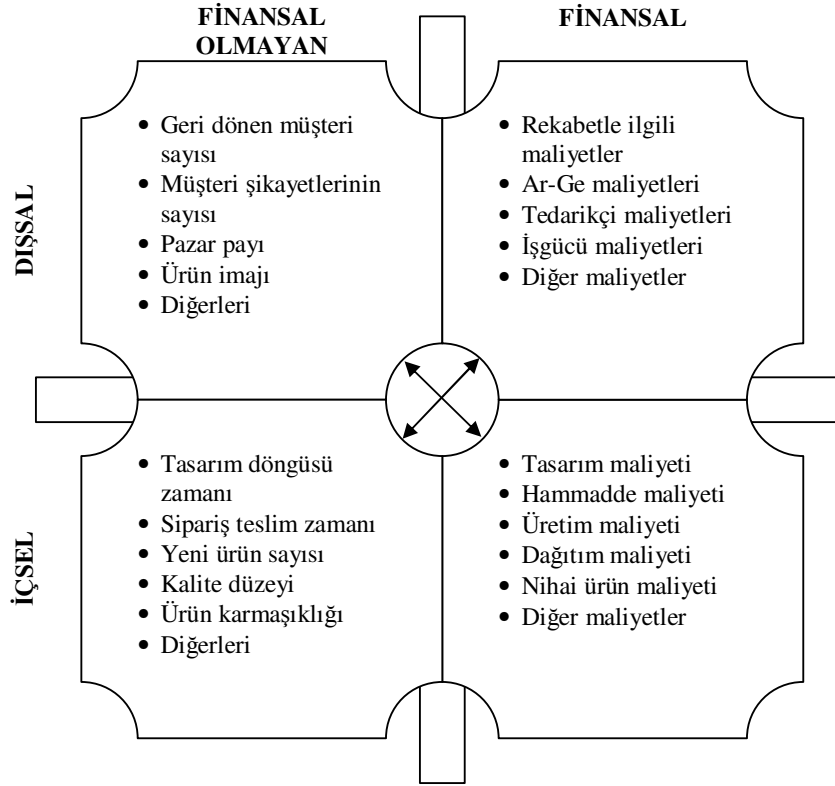 FİNANSAL
OLMAYAN
FİNANSAL
DIŞSAL
• Geri dönen müşteri
sayısı
• Müşteri şikayetlerinin
sayısı
• Pazar payı
• Ürün imajı
• Diğerleri
• Rekabetle ilgili
maliyetler
• Ar-Ge maliyetleri
• Tedarikçi maliyetleri
• İşgücü maliyetleri
• Diğer maliyetler
İÇSEL
• Tasarım döngüsü
zamanı
• Sipariş teslim zamanı
• Yeni ürün sayısı
• Kalite düzeyi
• Ürün karmaşıklığı
• Diğerleri
• Tasarım maliyeti
• Hammadde maliyeti
• Üretim maliyeti
• Dağıtım maliyeti
• Nihai ürün maliyeti
• Diğer maliyetler